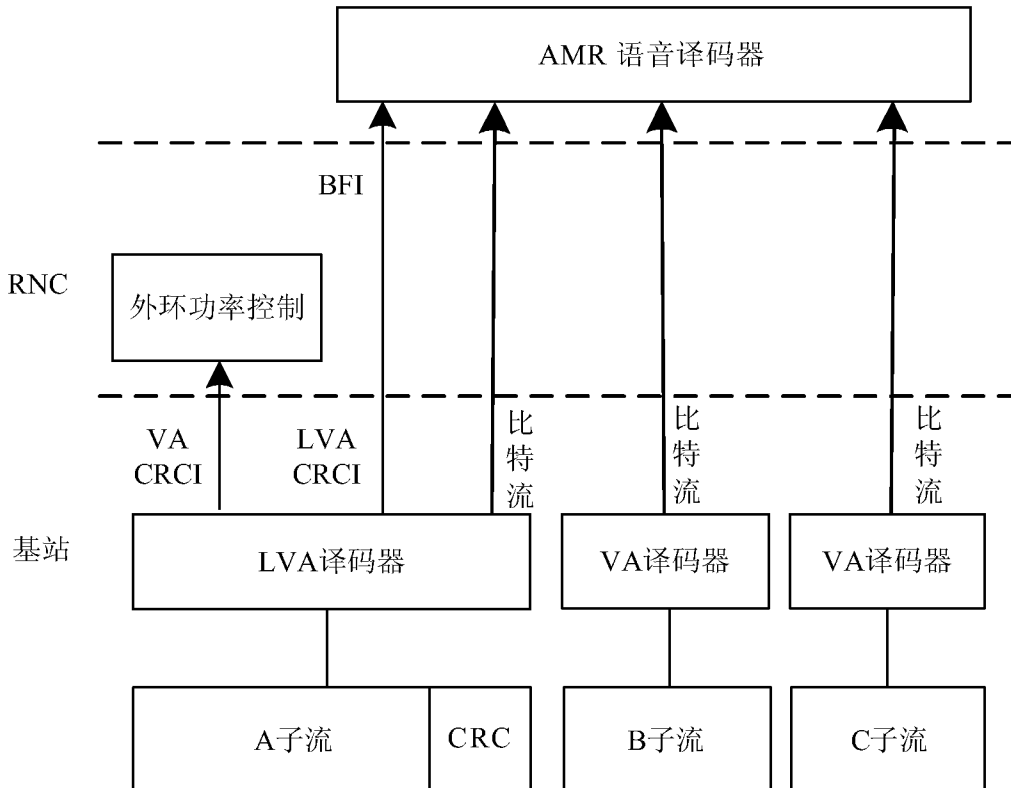 AMR 语音译码器
BFI
RNC
外环功率控制
VA
CRCI
LVA
CRCI
比特流
比特流
比特流
基站
LVA译码器
VA译码器
VA译码器
A子流
CRC
B子流
C子流